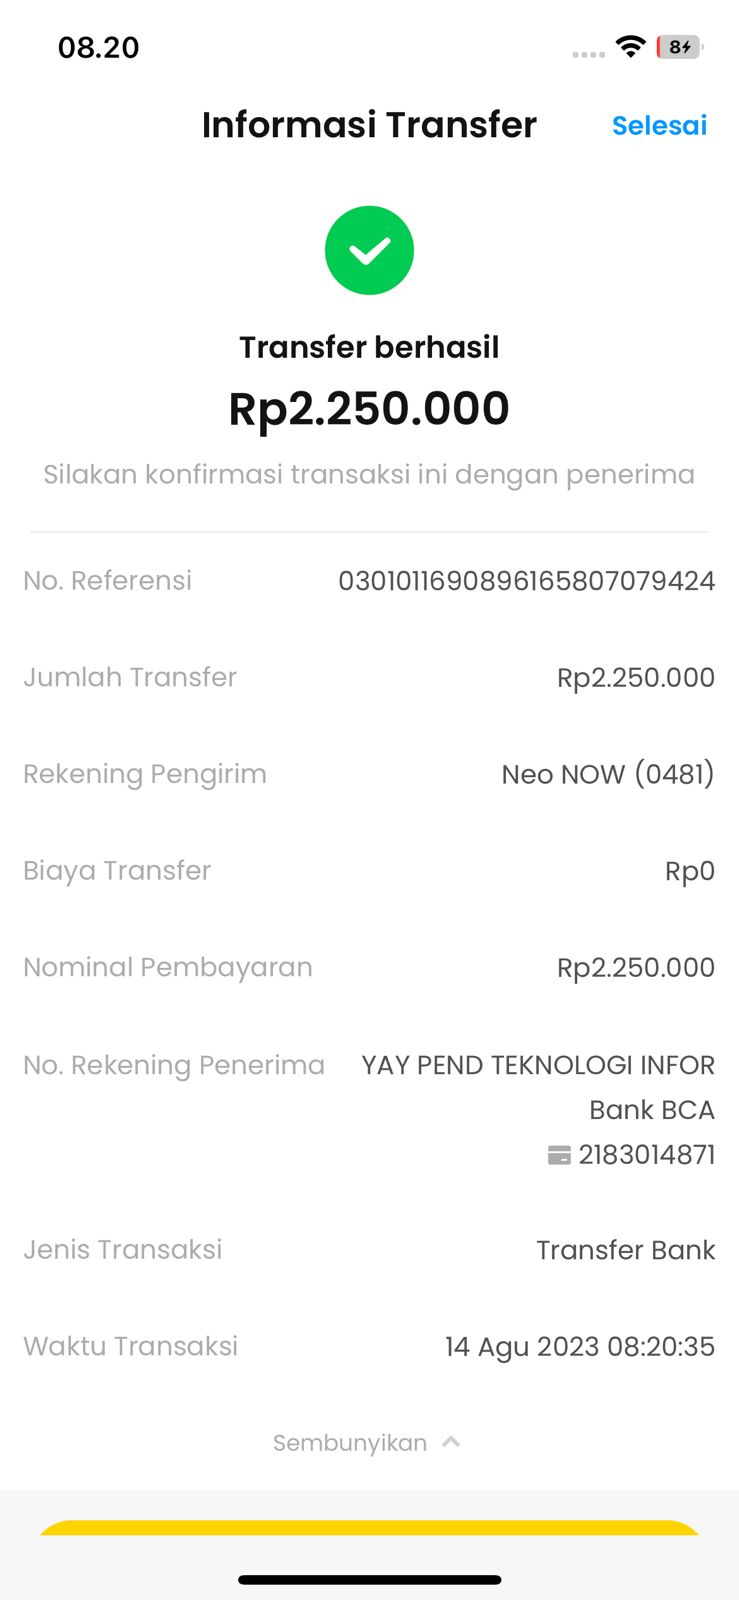 08.20
8
Informasi Transfer
Selesai
Transfer berhasil
Rp2.250.000
Silakan konfirmasi transaksi ini dengan penerima
No. Referensi 0301011690896165807079424
Jumlah Transfer Rp2.250.000
Rekening Pengirim Neo NOW (0481)
Biaya Transfer Rp0
Nominal Pembayaran Rp2.250.000
No. Rekening Penerima YAY PEND TEKNOLOGI INFOR
Bank BCA
2183014871
Jenis Transaksi Transfer Bank
Waktu Transaksi 14 Agu 2023 08:20:35
Sembunyikan